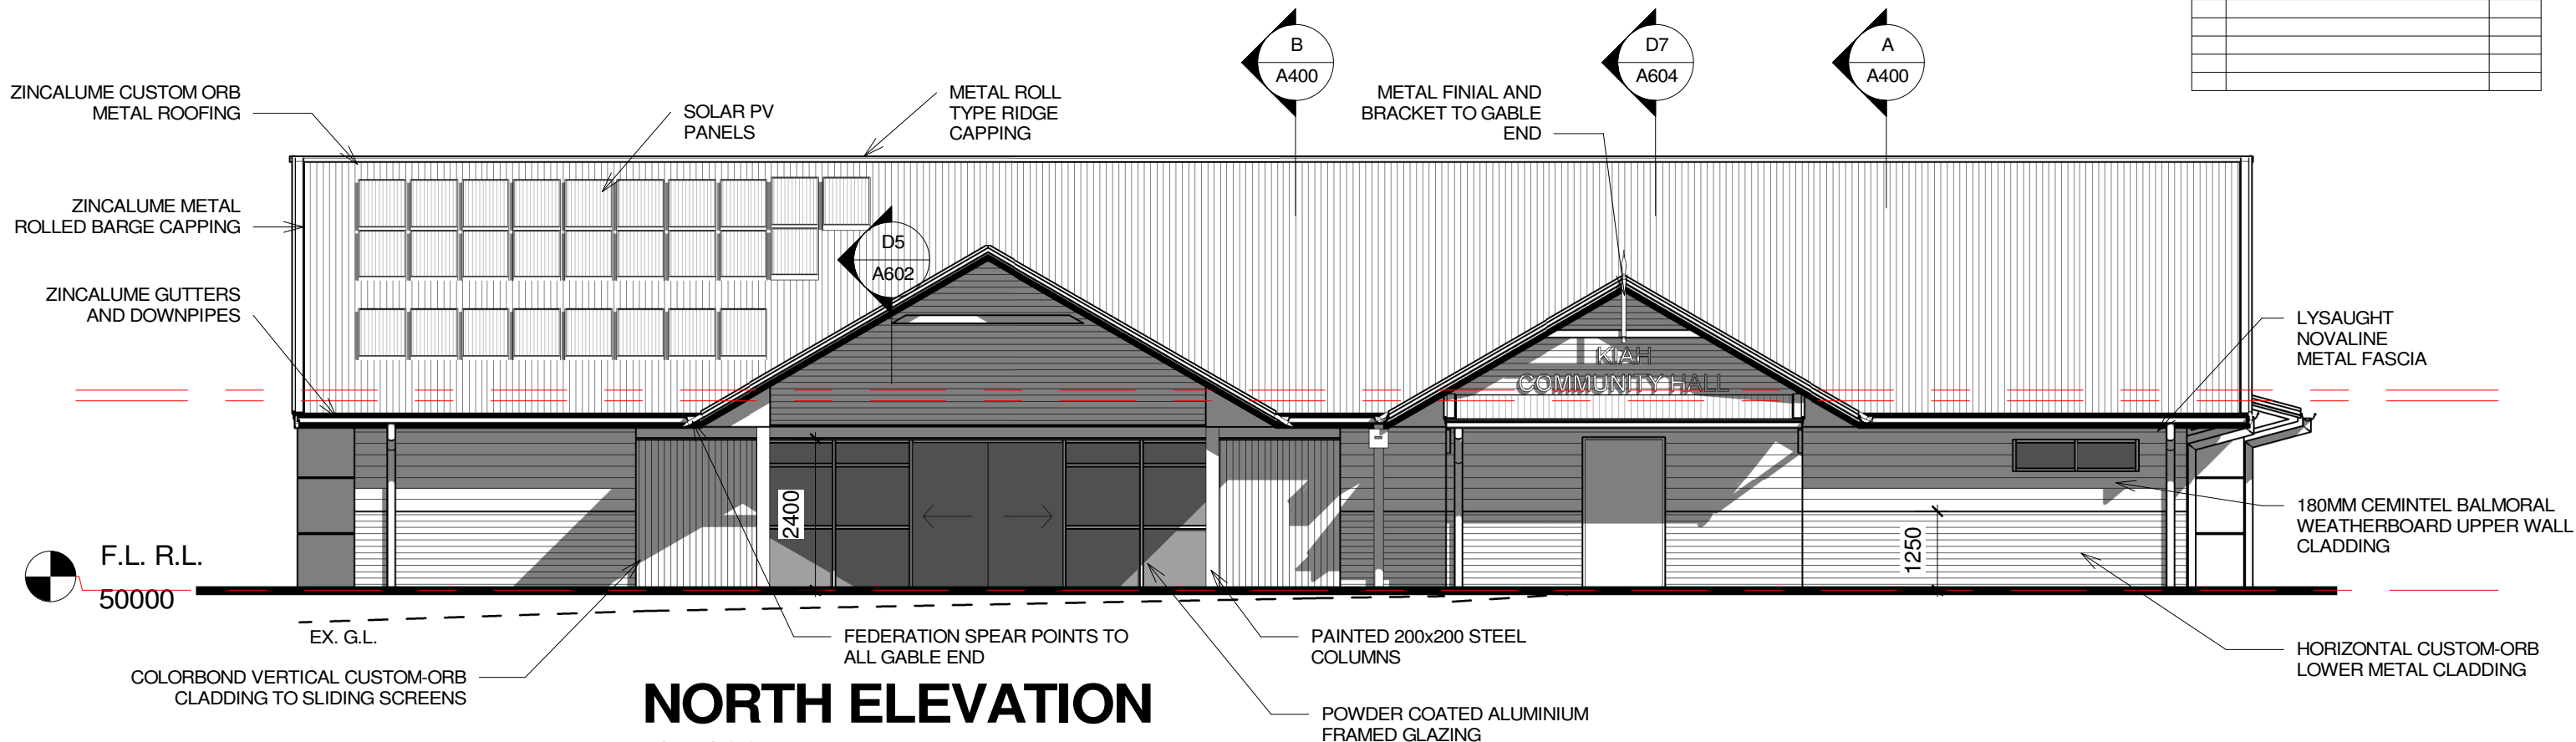 B
A400
D7
A604
A
A400
ZINCALUME CUSTOM ORB
METAL ROOFING
SOLAR PV
PANELS
METAL ROLL
TYPE RIDGE
CAPPING
METAL FINIAL AND
BRACKET TO GABLE
END
ZINCALUME METAL
ROLLED BARGE CAPPING
D5
A602
ZINCALUME GUTTERS
AND DOWNPIPES
LYSAUGHT
NOVALINE
METAL FASCIA
KIAH
COMMUNITY HALL
2400
1250
180MM CEMINTEL BALMORAL
WEATHERBOARD UPPER WALL
CLADDING
F.L. R.L.
50000
EX. G.L.
FEDERATION SPEAR POINTS TO
ALL GABLE END
PAINTED 200x200 STEEL
COLUMNS
HORIZONTAL CUSTOM-ORB
LOWER METAL CLADDING
COLORBOND VERTICAL CUSTOM-ORB
CLADDING TO SLIDING SCREENS
NORTH ELEVATION
POWDER COATED ALUMINIUM
FRAMED GLAZING